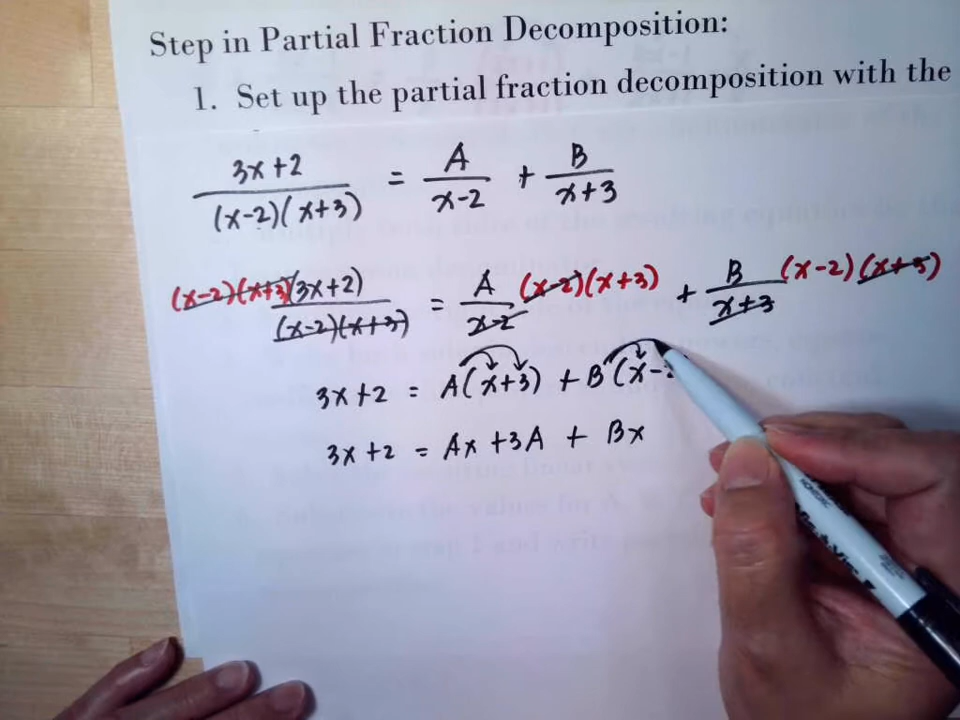 Step in Partial Fraction Decomposition:
1. Set up the partial fraction decomposition with the
3x+2 / (x-2)(x+3) = A / x-2 + B / x+3
(x-2)(x+3)(3x+2) / (x-2)(x+3) = A / x-2 (x-2)(x+3) + B / x+3 (x-2)(x+3)
3x+2 = A(x+3) + B(x-
3x+2 = Ax +3A + Bx